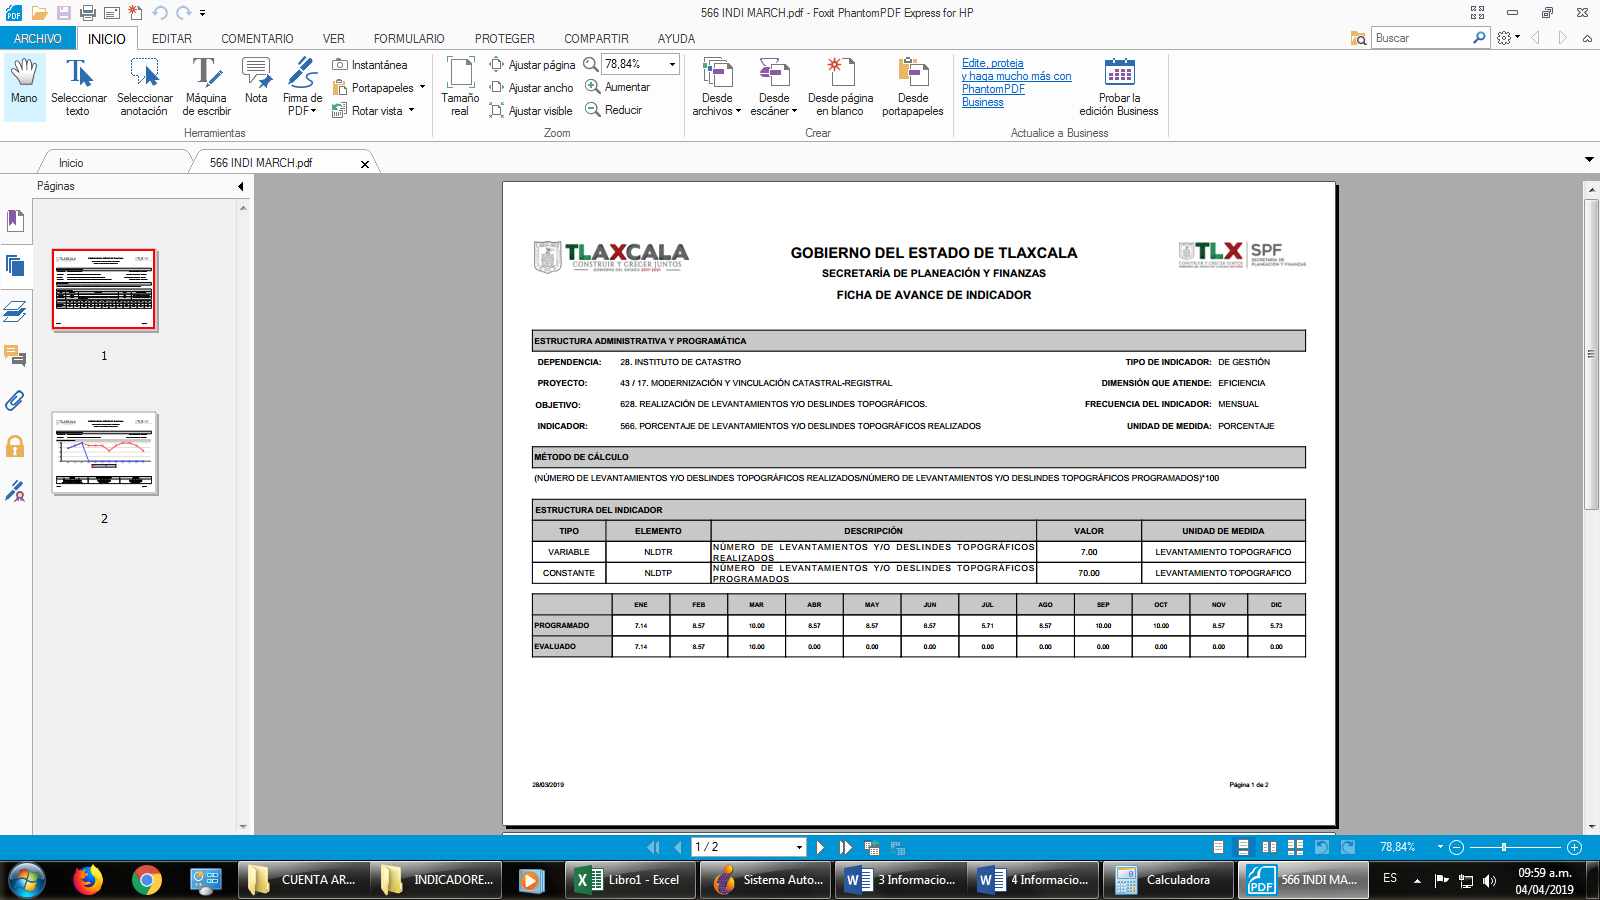 566 INDI MARCH.pdf - Foxit PhantomPDF Express for HP
ARCHIVO INICIO EDITAR COMENTARIO VER FORMULARIO PROTEGER COMPARTIR AYUDA Buscar
Mano
Seleccionar texto
Seleccionar anotación
Máquina de escribir
Nota
Firma de PDF
Instantánea
Portapapeles
Rotar vista
Herramientas
Tamaño real
Ajustar página
Ajustar ancho
Ajustar visible
78,84%
Aumentar
Reducir
Zoom
Desde archivos
Desde escáner
Desde página en blanco
Desde portapapeles
Crear
Edite, proteja
y haga mucho más con
PhantomPDF
Business
Probar la edición Business
Actualice a Business
Inicio 566 INDI MARCH.pdf
Páginas
1
2
TLAXCALA
CONSTRUIR Y CRECER JUNTOS
GOBIERNO DEL ESTADO 2017-2021
GOBIERNO DEL ESTADO DE TLAXCALA
SECRETARÍA DE PLANEACIÓN Y FINANZAS
FICHA DE AVANCE DE INDICADOR
TLX SPF
SECRETARÍA DE
PLANEACIÓN Y FINANZAS
ESTRUCTURA ADMINISTRATIVA Y PROGRAMÁTICA
DEPENDENCIA: 28. INSTITUTO DE CATASTRO TIPO DE INDICADOR: DE GESTIÓN
PROYECTO: 43 / 17. MODERNIZACIÓN Y VINCULACIÓN CATASTRAL-REGISTRAL DIMENSIÓN QUE ATIENDE: EFICIENCIA
OBJETIVO: 628. REALIZACIÓN DE LEVANTAMIENTOS Y/O DESLINDES TOPOGRÁFICOS. FRECUENCIA DEL INDICADOR: MENSUAL
INDICADOR: 566. PORCENTAJE DE LEVANTAMIENTOS Y/O DESLINDES TOPOGRÁFICOS REALIZADOS UNIDAD DE MEDIDA: PORCENTAJE
MÉTODO DE CÁLCULO
(NÚMERO DE LEVANTAMIENTOS Y/O DESLINDES TOPOGRÁFICOS REALIZADOS/NÚMERO DE LEVANTAMIENTOS Y/O DESLINDES TOPOGRÁFICOS PROGRAMADOS)*100
ESTRUCTURA DEL INDICADOR
TIPO ELEMENTO DESCRIPCIÓN VALOR UNIDAD DE MEDIDA
VARIABLE NLDTR NÚMERO DE LEVANTAMIENTOS Y/O DESLINDES TOPOGRÁFICOS REALIZADOS 7.00 LEVANTAMIENTO TOPOGRAFICO
CONSTANTE NLDTP NÚMERO DE LEVANTAMIENTOS Y/O DESLINDES TOPOGRÁFICOS PROGRAMADOS 70.00 LEVANTAMIENTO TOPOGRAFICO
ENE FEB MAR ABR MAY JUN JUL AGO SEP OCT NOV DIC
PROGRAMADO 7.14 8.57 10.00 8.57 8.57 8.57 5.71 8.57 10.00 10.00 8.57 5.73
EVALUADO 7.14 8.57 10.00 0.00 0.00 0.00 0.00 0.00 0.00 0.00 0.00 0.00
28/03/2019 Página 1 de 2
1 / 2 78,84%
CUENTA AR... INDICADORE... Libro1 - Excel Sistema Auto... 3 Informacio... 4 Informacio... Calculadora 566 INDI MA... ES 09:59 a.m.
04/04/2019